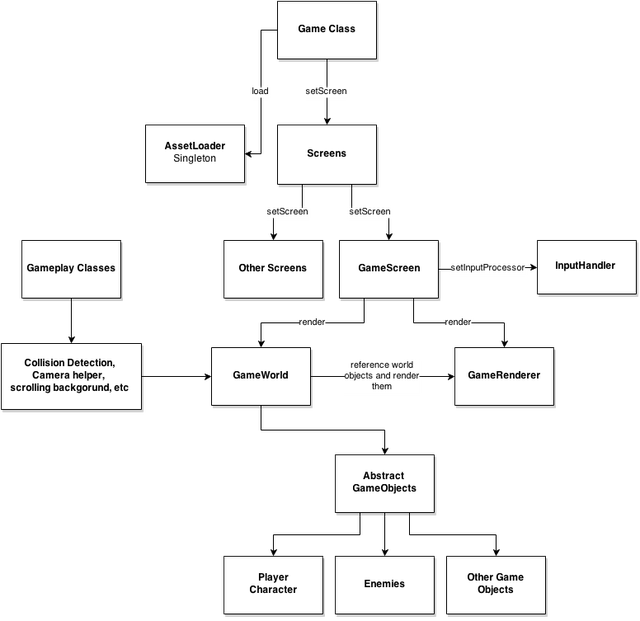 Game Class
load
setScreen
AssetLoader
Singleton
Screens
setScreen
setScreen
Gameplay Classes
Other Screens
GameScreen
setInputProcessor
InputHandler
render
render
Collision Detection,
Camera helper,
scrolling backgorund, etc
GameWorld
reference world
objects and render
them
GameRenderer
Abstract
GameObjects
Player
Character
Enemies
Other Game
Objects